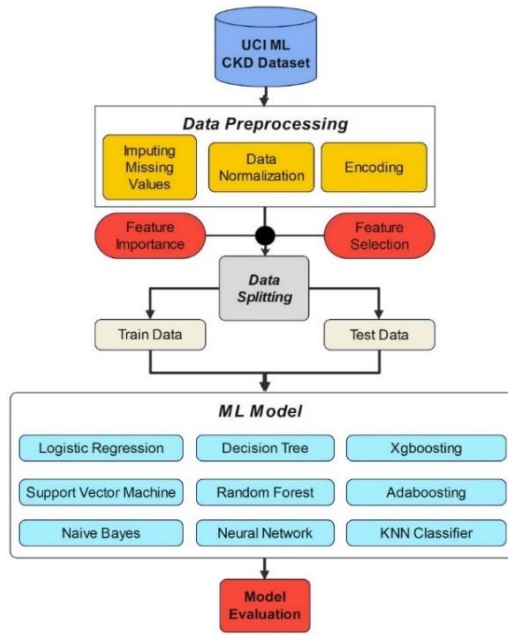 UCI ML
CKD Dataset
Data Preprocessing
Imputing
Missing
Values
Data
Normalization
Encoding
Feature
Importance
Feature
Selection
Data
Splitting
Train Data
Test Data
ML Model
Logistic Regression
Decision Tree
Xgboosting
Support Vector Machine
Random Forest
Adaboosting
Naive Bayes
Neural Network
KNN Classifier
Model
Evaluation